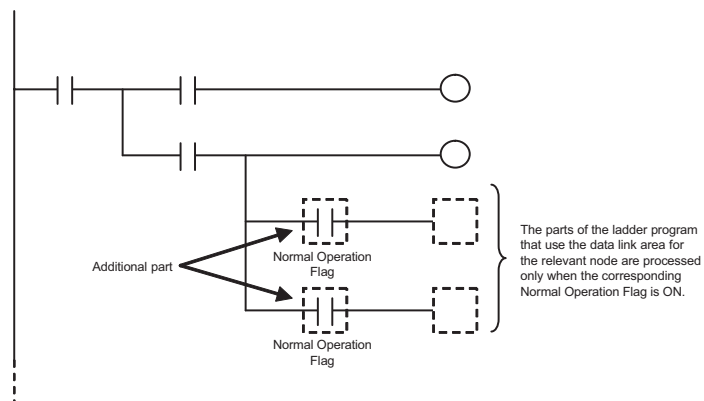 Normal Operation
Flag
Additional part
Normal Operation
Flag
The parts of the ladder program
that use the data link area for
the relevant node are processed
only when the corresponding
Normal Operation Flag is ON.